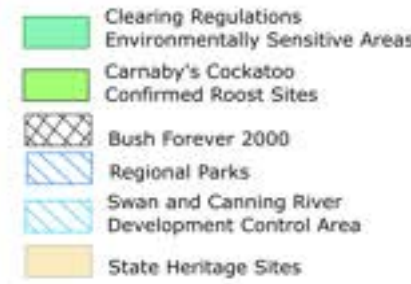 Clearing Regulations
Environmentally Sensitive Areas
Carnaby's Cockatoo
Confirmed Roost Sites
Bush Forever 2000
Regional Parks
Swan and Canning River
Development Control Area
State Heritage Sites